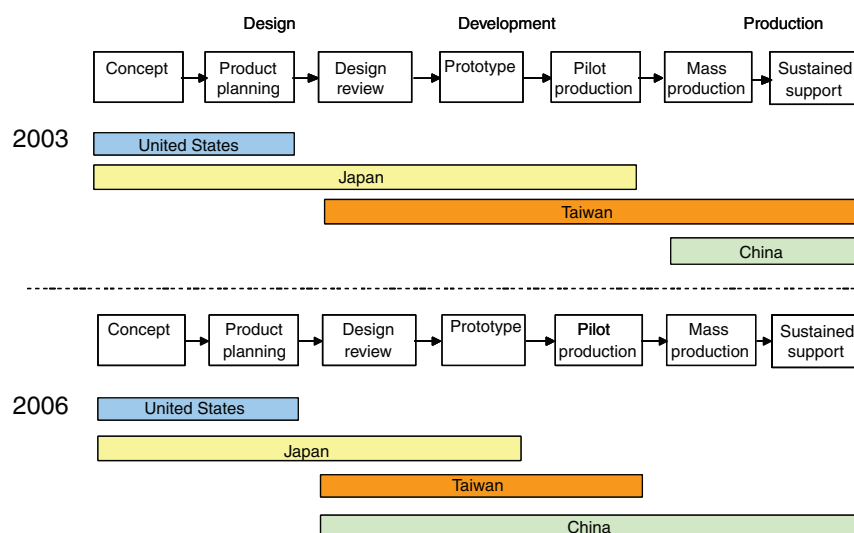 Design Development Production
Concept Product planning Design review Prototype Pilot production Mass production Sustained support
2003
United States
Japan
Taiwan
China
Concept Product planning Design review Prototype Pilot production Mass production Sustained support
2006
United States
Japan
Taiwan
China